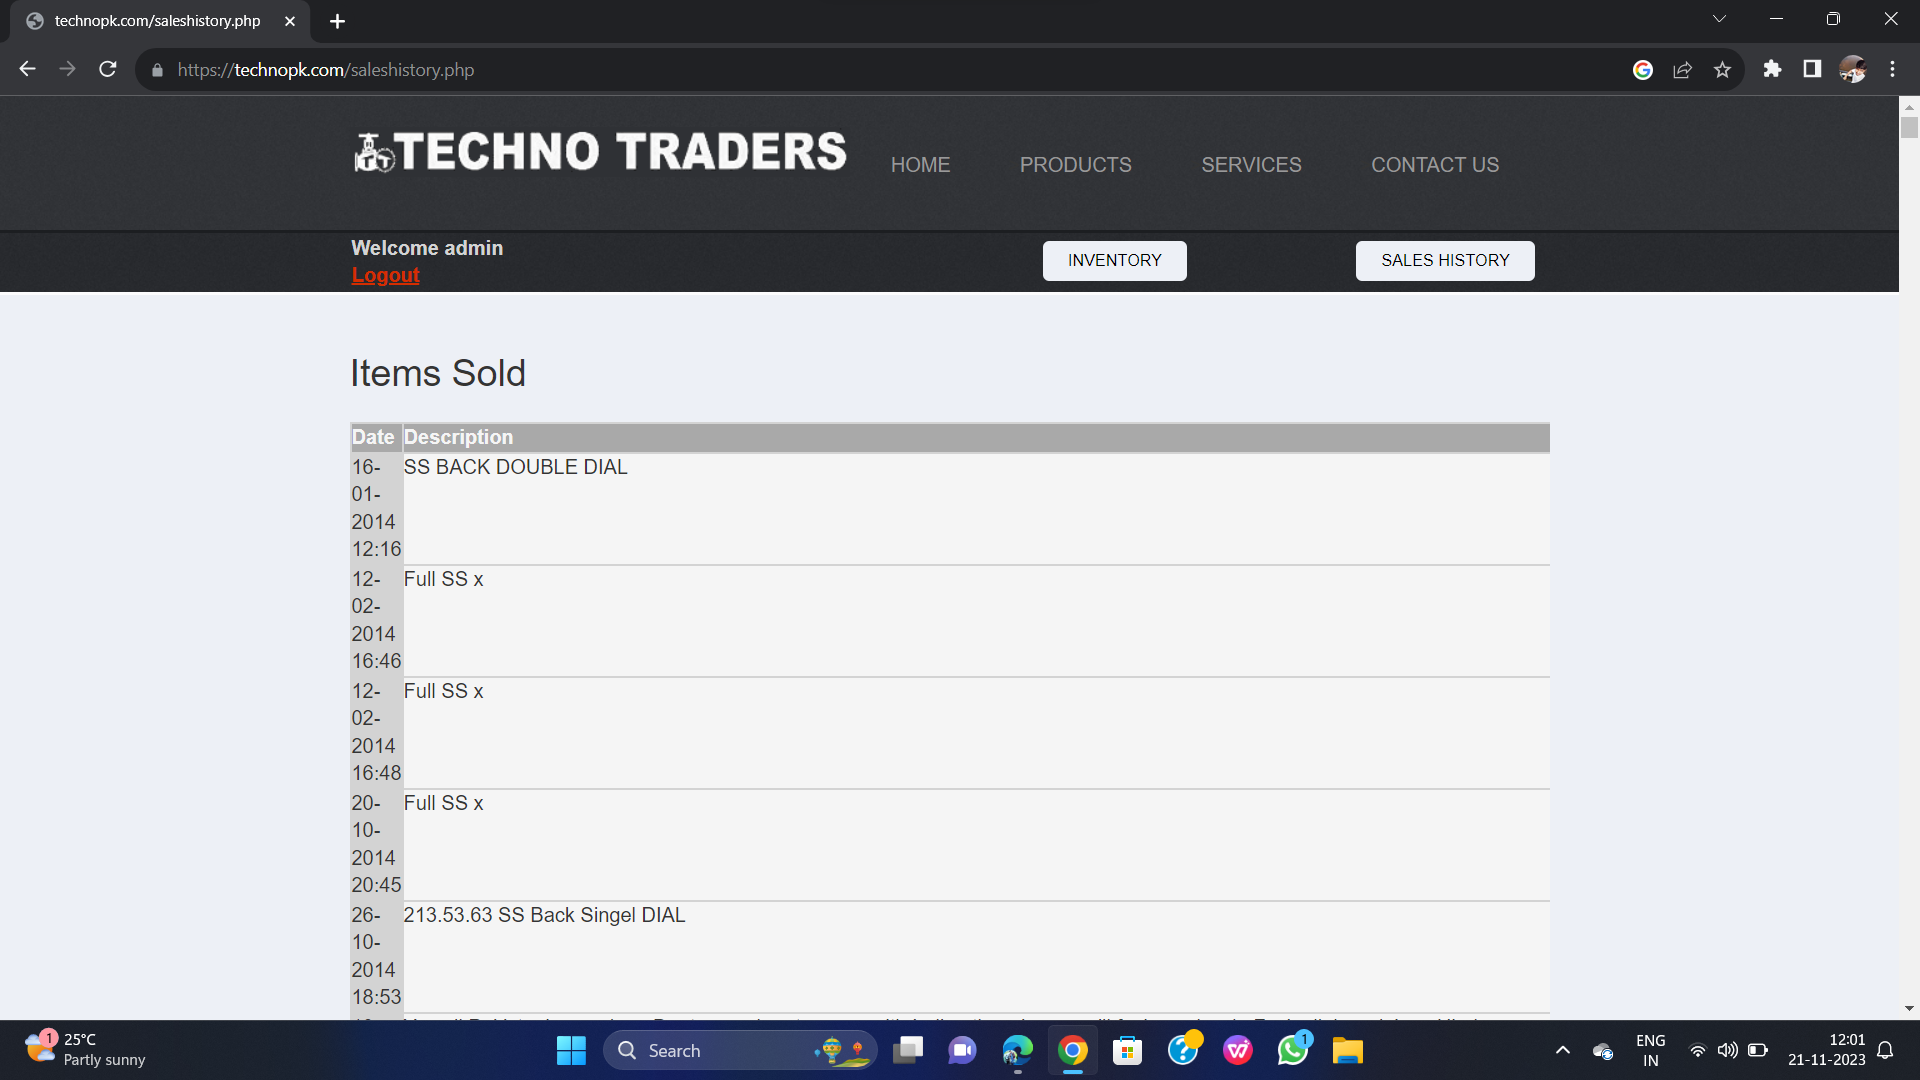 technopk.com/saleshistory.php
https://technopk.com/saleshistory.php
TECHNO TRADERS
HOME
PRODUCTS
SERVICES
CONTACT US
Welcome admin
Logout
INVENTORY
SALES HISTORY
Items Sold
Date Description
16- SS BACK DOUBLE DIAL
01-
2014
12:16
12- Full SS x
02-
2014
16:46
12- Full SS x
02-
2014
16:48
20- Full SS x
10-
2014
20:45
26- 213.53.63 SS Back Singel DIAL
10-
2014
18:53
1
25°C
Partly sunny
Search
1
ENG
IN
12:01
21-11-2023